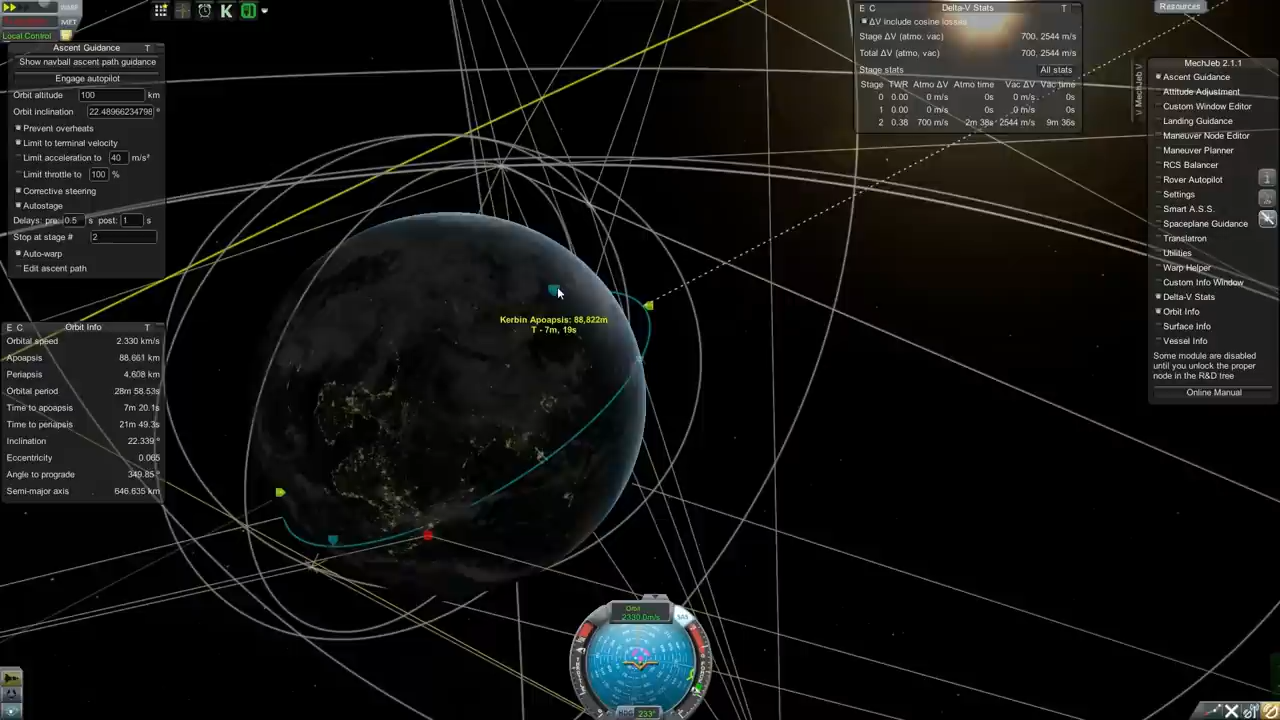 WARP
MET
Local Control
K
Ascent Guidance T
Show navball ascent path guidance
Engage autopilot
Orbit altitude 100 km
Orbit inclination 22.48966234798 °
Prevent overheats
Limit to terminal velocity
Limit acceleration to 40 m/s²
Limit throttle to 100 %
Corrective steering
Autostage
Delays: pre: 0.5 s post: 1 s
Stop at stage # 2
Auto-warp
Edit ascent path
E C Orbit Info T
Orbital speed 2.330 km/s
Apoapsis 88.661 km
Periapsis 4.608 km
Orbital period 28m 58.53s
Time to apoapsis 7m 20.1s
Time to periapsis 21m 49.3s
Inclination 22.339 °
Eccentricity 0.065
Angle to prograde 349.85 °
Semi-major axis 646.635 km
Kerbin Apoapsis: 88,822m
T - 7m, 19s
E C Delta-V Stats T
ΔV include cosine losses
Stage ΔV (atmo, vac) 700, 2544 m/s
Total ΔV (atmo, vac) 700, 2544 m/s
Stage stats All stats
Stage TWR Atmo ΔV Atmo time Vac ΔV Vac time
0 0.00 0 m/s 0s 0 m/s 0s
1 0.00 0 m/s 0s 0 m/s 0s
2 0.38 700 m/s 2m 38s 2544 m/s 9m 36s
Resources
V MechJeb V
MechJeb 2.1.1
Ascent Guidance
Attitude Adjustment
Custom Window Editor
Landing Guidance
Maneuver Node Editor
Maneuver Planner
RCS Balancer
Rover Autopilot
Settings
Smart A.S.S.
Spaceplane Guidance
Translatron
Utilities
Warp Helper
Custom Info Window
Delta-V Stats
Orbit Info
Surface Info
Vessel Info
Some module are disabled
until you unlock the proper
node in the R&D tree
Online Manual
Orbit
2330.0m/s
SAS
HDG 233°